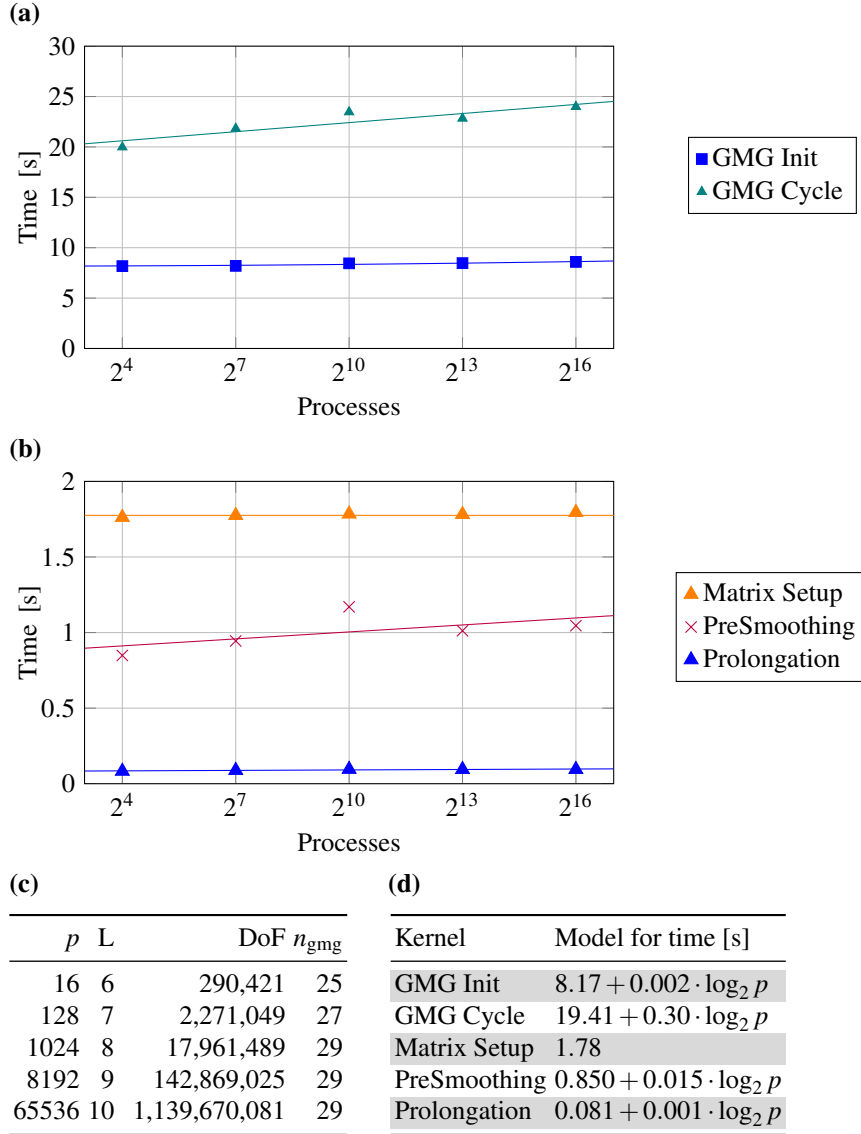 (a)
30
25
20
15
10
5
0
Time [s]
2^4 2^7 2^10 2^13 2^16
Processes
GMG Init
GMG Cycle
(b)
2
1.5
1
0.5
0
Time [s]
2^4 2^7 2^10 2^13 2^16
Processes
Matrix Setup
PreSmoothing
Prolongation
(c)
p L DoF n_gmg
16 6 290,421 25
128 7 2,271,049 27
1024 8 17,961,489 29
8192 9 142,869,025 29
65536 10 1,139,670,081 29
(d)
Kernel Model for time [s]
GMG Init 8.17 + 0.002 · log_2 p
GMG Cycle 19.41 + 0.30 · log_2 p
Matrix Setup 1.78
PreSmoothing 0.850 + 0.015 · log_2 p
Prolongation 0.081 + 0.001 · log_2 p